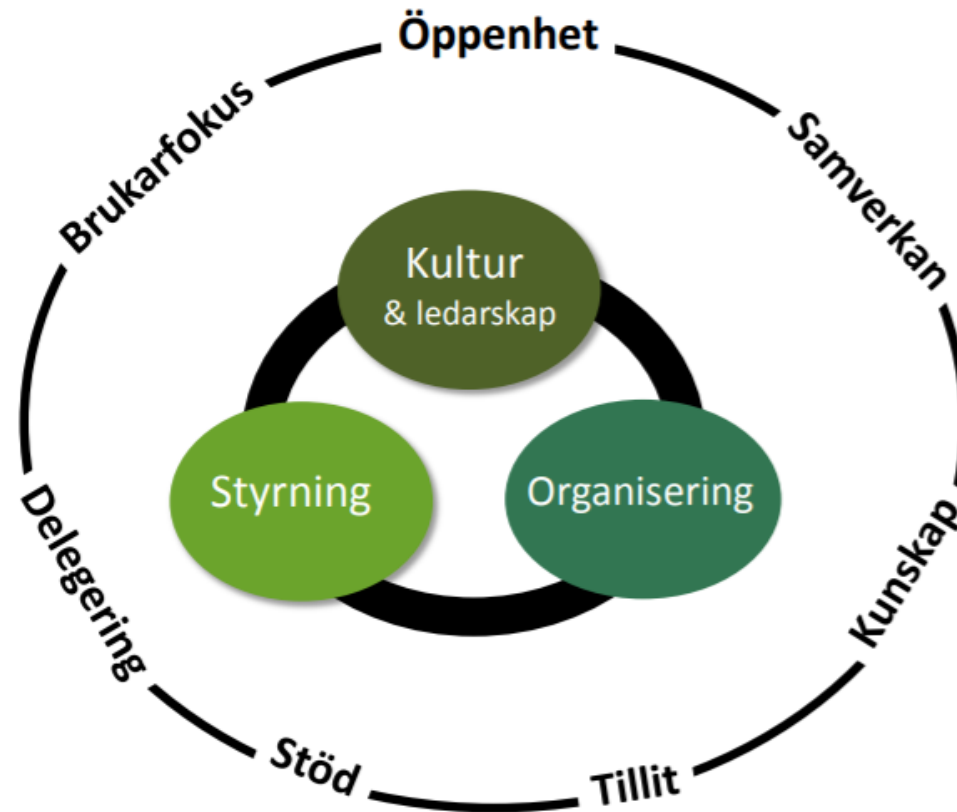 Öppenhet
Samverkan
Kunskap
Tillit
Stöd
Delegering
Brukarfokus
Kultur
& ledarskap
Styrning
Organisering